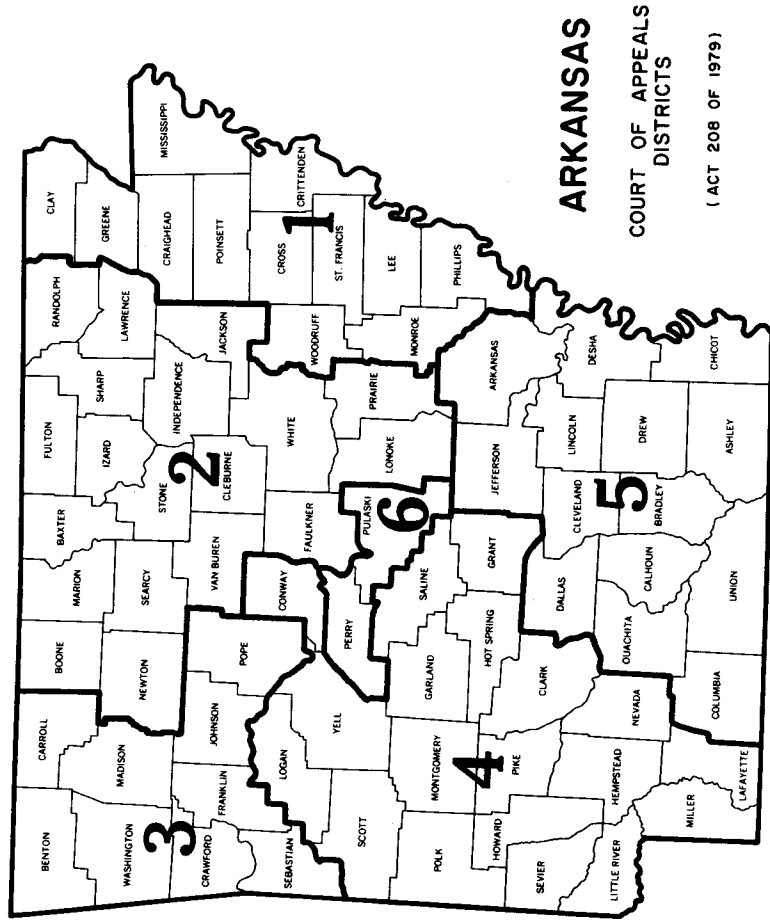 ARKANSAS
COURT OF APPEALS
DISTRICTS
( ACT 208 OF 1979)
BENTON
CARROLL
BOONE
MARION
BAXTER
FULTON
RANDOLPH
CLAY
WASHINGTON
MADISON
NEWTON
SEARCY
IZARD
SHARP
LAWRENCE
GREENE
3
STONE
2
INDEPENDENCE
CRAIGHEAD
MISSISSIPPI
CRAWFORD
FRANKLIN
JOHNSON
POPE
VAN BUREN
CLEBURNE
JACKSON
POINSETT
SEBASTIAN
LOGAN
CONWAY
FAULKNER
WHITE
WOODRUFF
CROSS
CRITTENDEN
1
ST. FRANCIS
SCOTT
YELL
PERRY
PULASKI
6
LONOKE
PRAIRIE
MONROE
LEE
PHILLIPS
POLK
MONTGOMERY
GARLAND
SALINE
HOT SPRING
GRANT
JEFFERSON
ARKANSAS
4
HOWARD
PIKE
CLARK
DALLAS
CLEVELAND
LINCOLN
DESHA
SEVIER
LITTLE RIVER
HEMPSTEAD
NEVADA
OUACHITA
CALHOUN
5
BRADLEY
DREW
CHICOT
MILLER
LAFAYETTE
COLUMBIA
UNION
ASHLEY